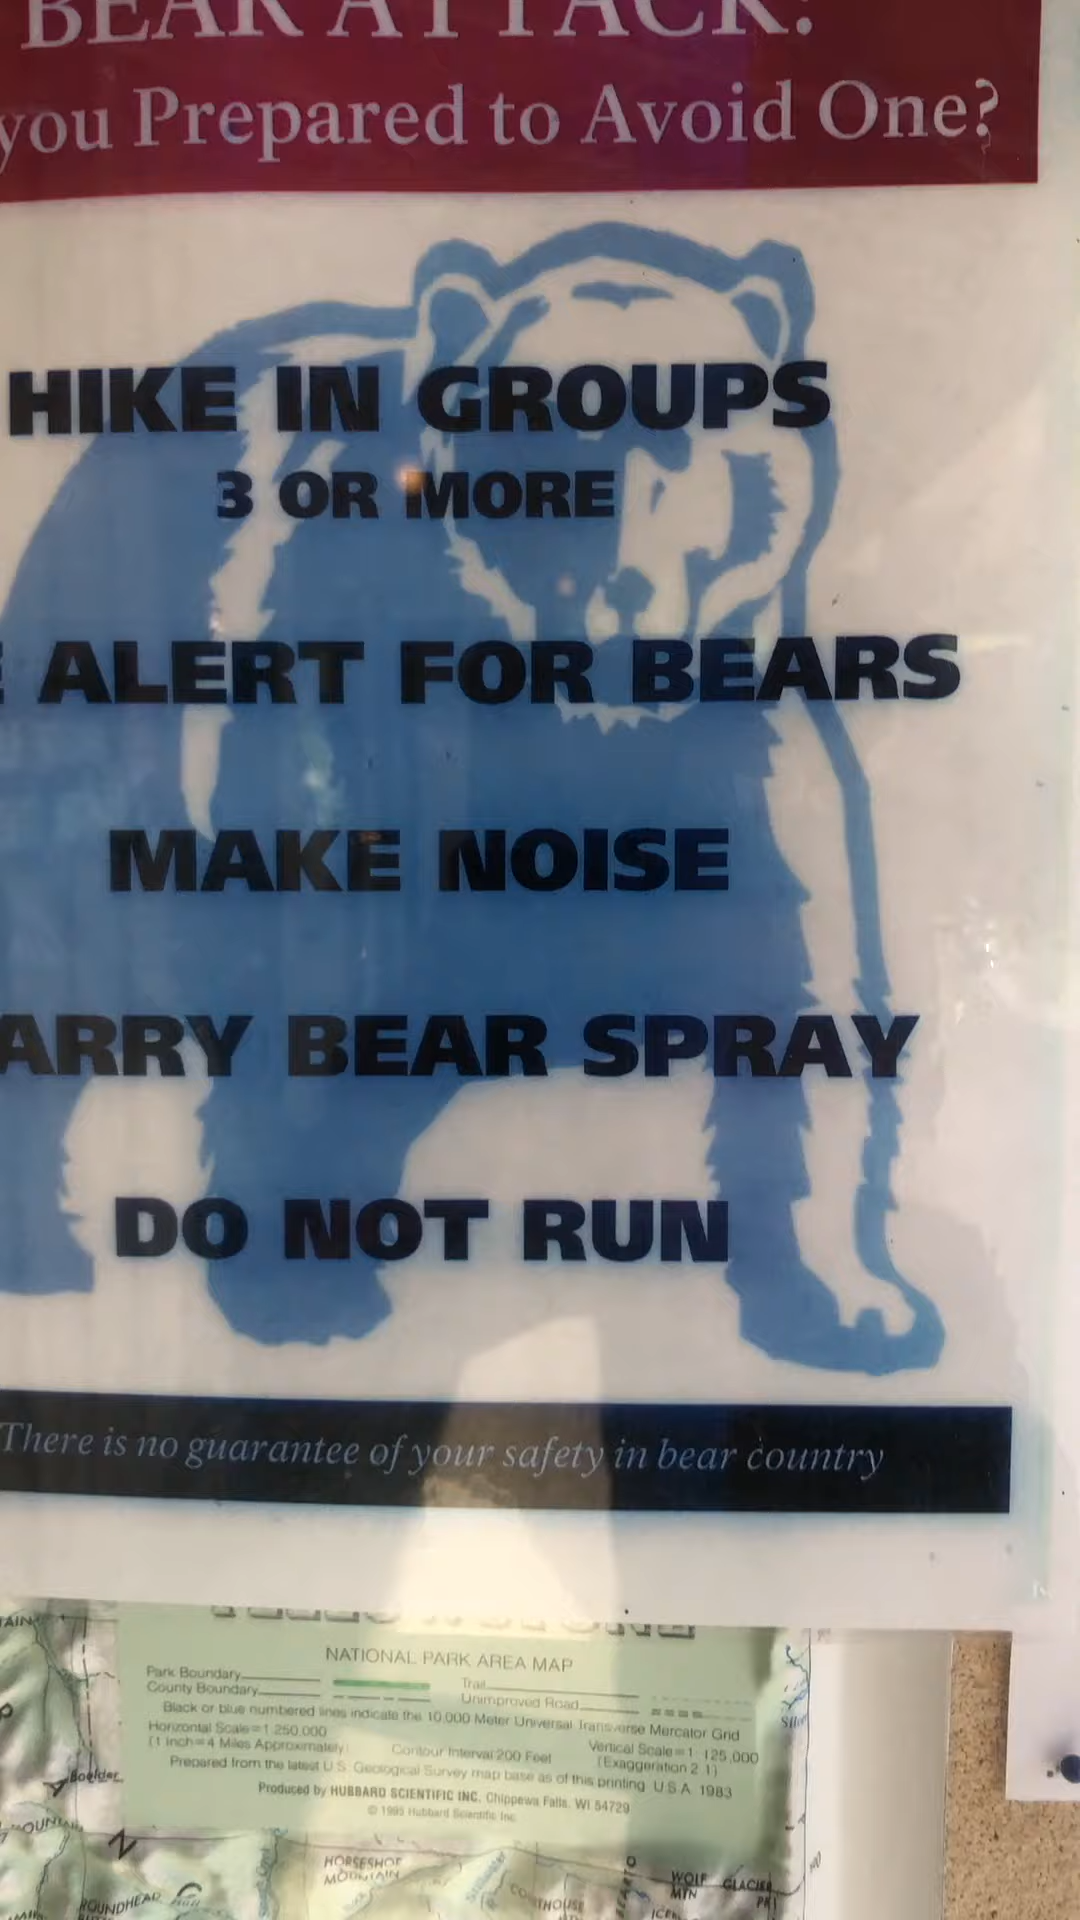 BEAR ATTACK:
you Prepared to Avoid One?
HIKE IN GROUPS
3 OR MORE
ALERT FOR BEARS
MAKE NOISE
ARRY BEAR SPRAY
DO NOT RUN
There is no guarantee of your safety in bear country
NATIONAL PARK AREA MAP
Park Boundary
Trail
County Boundary
Unimproved Road
Black or blue numbered lines indicate the 10,000 Meter Universal Transverse Mercator Grid
Horizontal Scale=1:250,000
Vertical Scale=1:125,000
(1 Inch=4 Miles Approximately)
Contour Interval 200 Feet
(Exaggeration 2:1)
Prepared from the latest U.S. Geological Survey map base as of this printing U.S.A. 1983
Produced by HUBBARD SCIENTIFIC INC. Chippewa Falls, WI 54729
© 1995 Hubbard Scientific Inc.
Boulder
HORSESHOE
MOUNTAIN
ROUNDHEAD
WOLF
MTN
GLACIER
PK